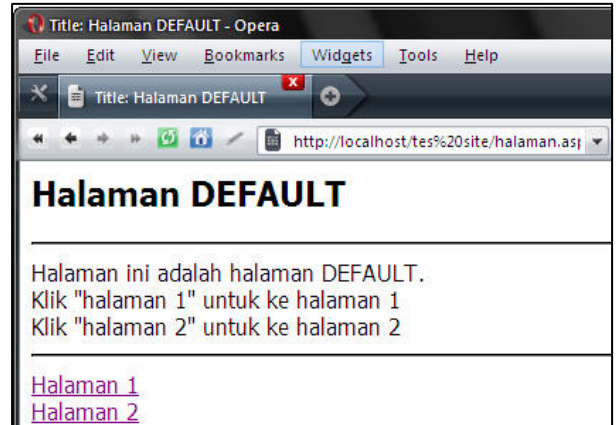 Title: Halaman DEFAULT - Opera
File Edit View Bookmarks Widgets Tools Help
Title: Halaman DEFAULT
http://localhost/tes%20site/halaman.asp
Halaman DEFAULT
Halaman ini adalah halaman DEFAULT.
Klik "halaman 1" untuk ke halaman 1
Klik "halaman 2" untuk ke halaman 2
Halaman 1
Halaman 2